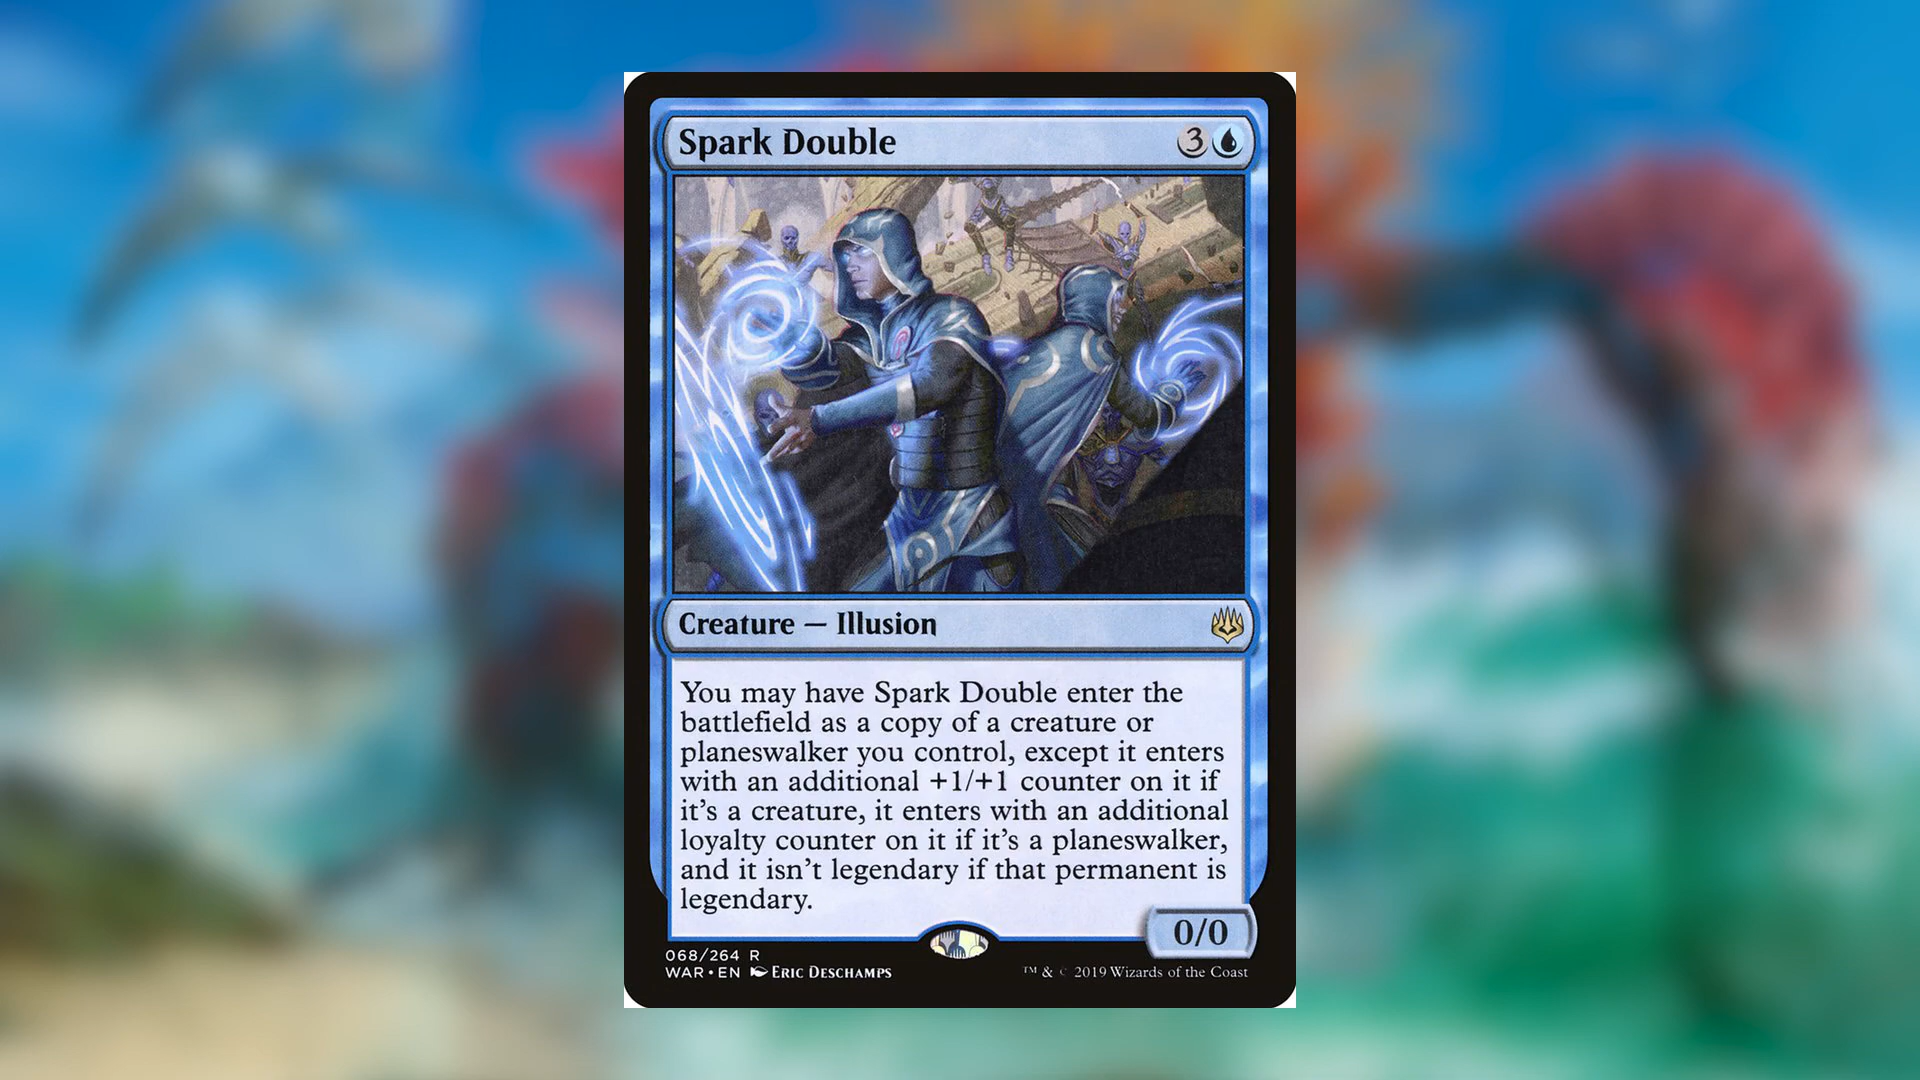 Spark Double 3
Creature — Illusion
You may have Spark Double enter the
battlefield as a copy of a creature or
planeswalker you control, except it enters
with an additional +1/+1 counter on it if
it's a creature, it enters with an additional
loyalty counter on it if it's a planeswalker,
and it isn't legendary if that permanent is
legendary.
0/0
068/264 R
WAR • EN Eric Deschamps
™ & © 2019 Wizards of the Coast